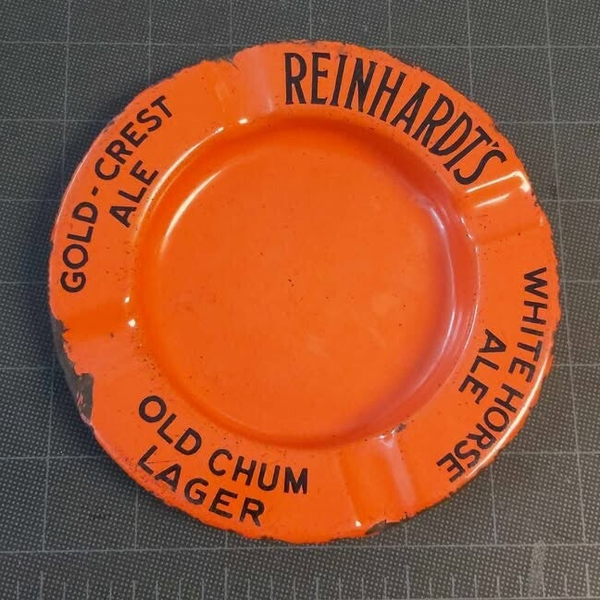 REINHARDT'S
WHITE HORSE
ALE
OLD CHUM
LAGER
GOLD-CREST
ALE